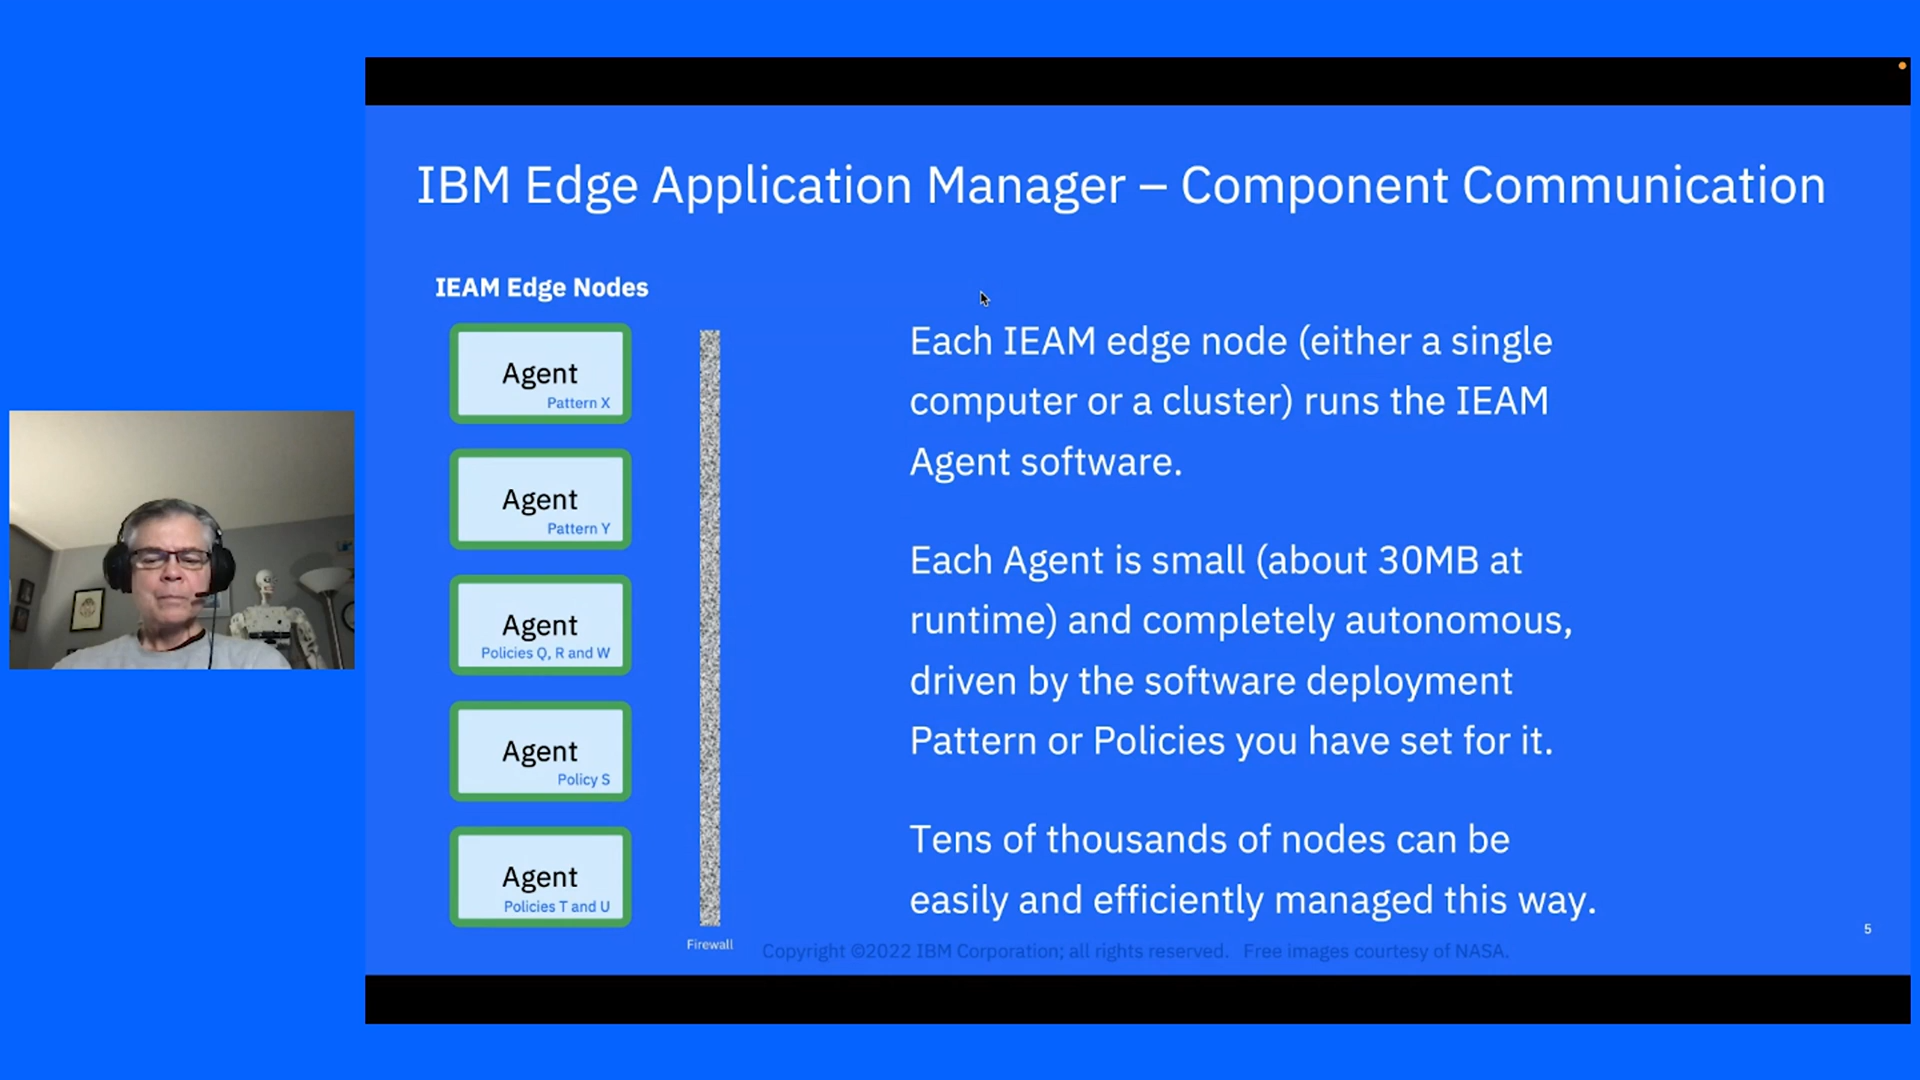 IBM Edge Application Manager – Component Communication
IEAM Edge Nodes
Agent
Pattern X
Agent
Pattern Y
Agent
Policies Q, R and W
Agent
Policy S
Agent
Policies T and U
Firewall
Each IEAM edge node (either a single
computer or a cluster) runs the IEAM
Agent software.
Each Agent is small (about 30MB at
runtime) and completely autonomous,
driven by the software deployment
Pattern or Policies you have set for it.
Tens of thousands of nodes can be
easily and efficiently managed this way.
5
Copyright ©2022 IBM Corporation; all rights reserved. Free images courtesy of NASA.